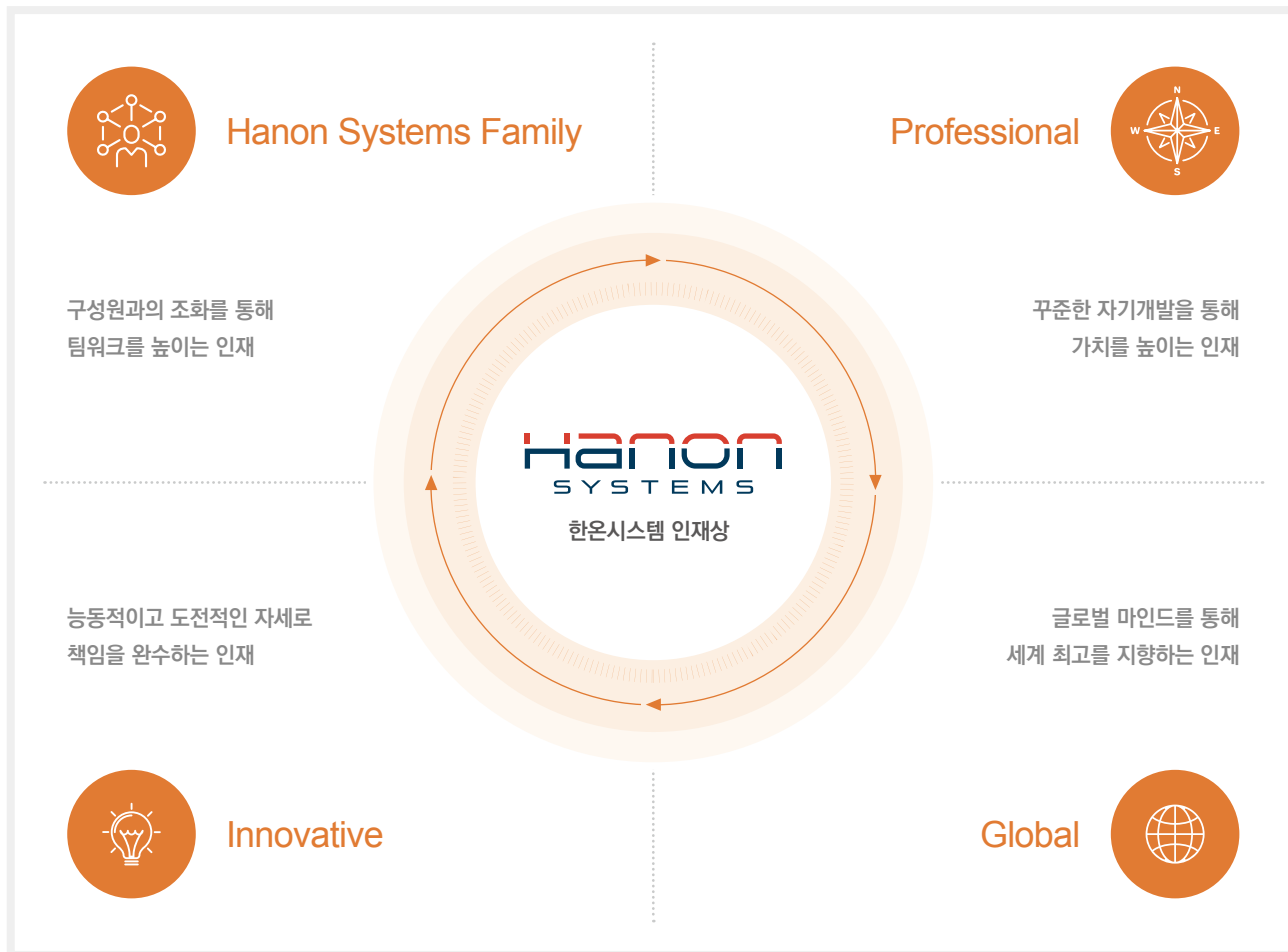 Hanon Systems Family
구성원과의 조화를 통해
팀워크를 높이는 인재
Professional
N
W
E
S
꾸준한 자기개발을 통해
가치를 높이는 인재
Hanon
SYSTEMS
한온시스템 인재상
능동적이고 도전적인 자세로
책임을 완수하는 인재
Innovative
글로벌 마인드를 통해
세계 최고를 지향하는 인재
Global